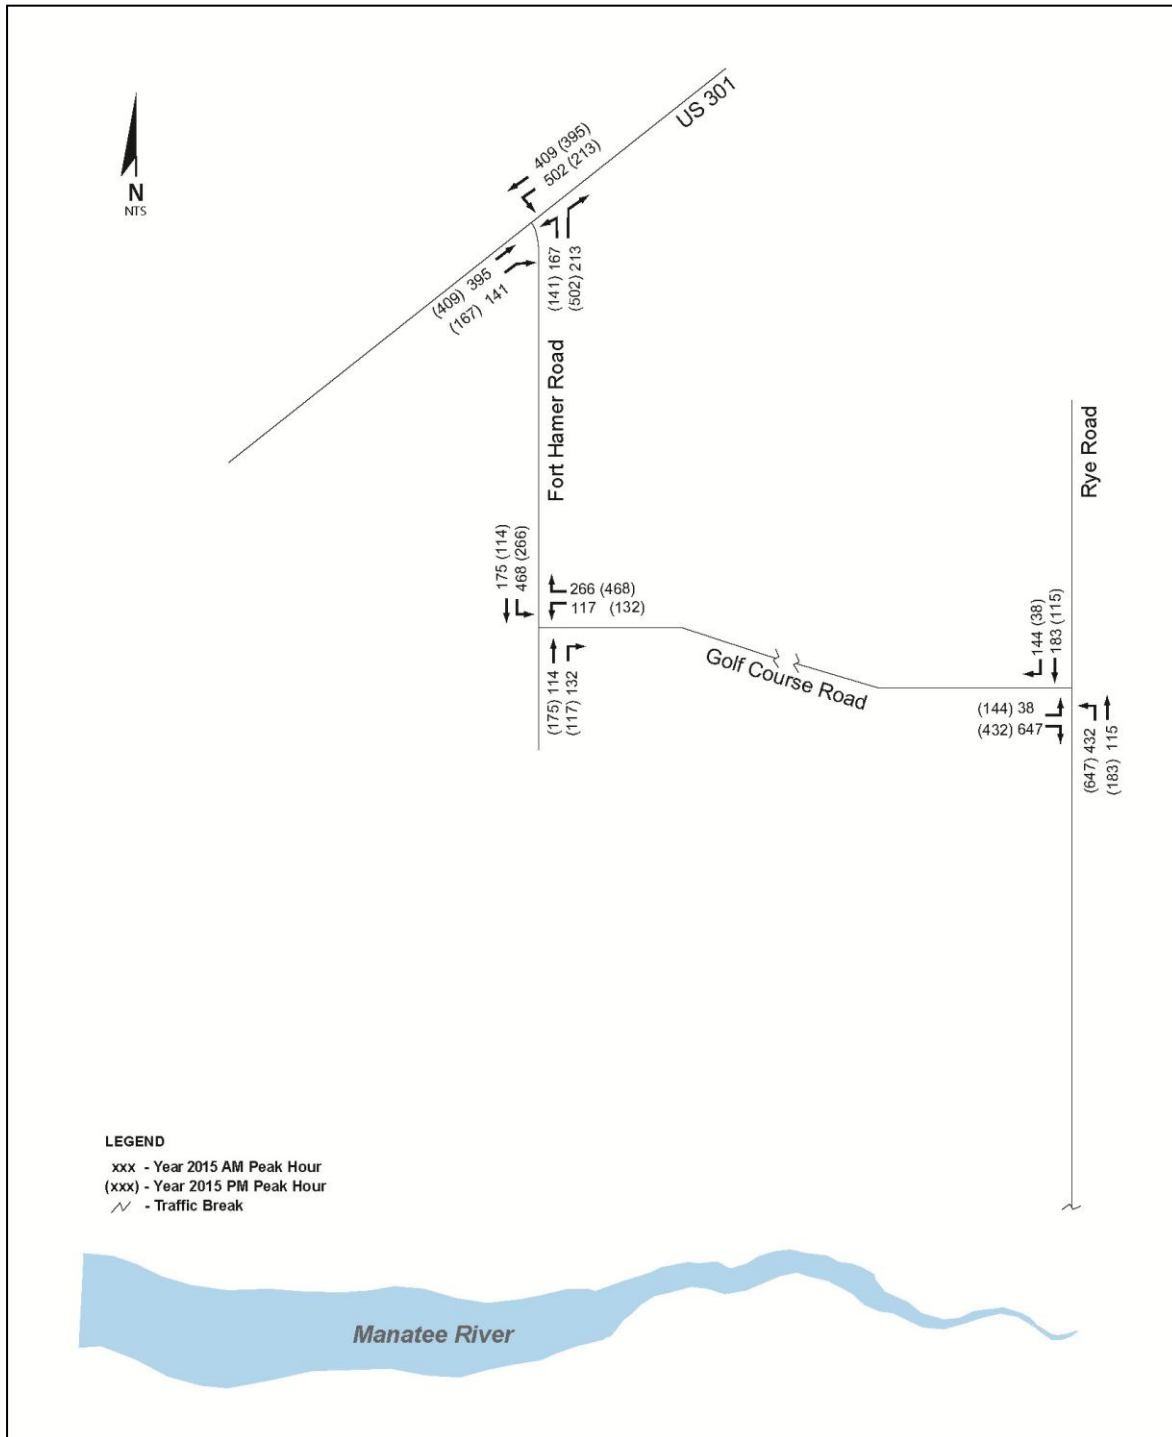 US 301
409 (395)
502 (213)
N
NTS
(409) 395
(167) 141
(141) 167
(502) 213
Fort Hamer Road
Rye Road
175 (114)
468 (266)
266 (468)
117 (132)
(175) 114
(117) 132
Golf Course Road
144 (38)
183 (115)
(144) 38
(432) 647
(647) 432
(183) 115
LEGEND
xxx - Year 2015 AM Peak Hour
(xxx) - Year 2015 PM Peak Hour
- Traffic Break
Manatee River